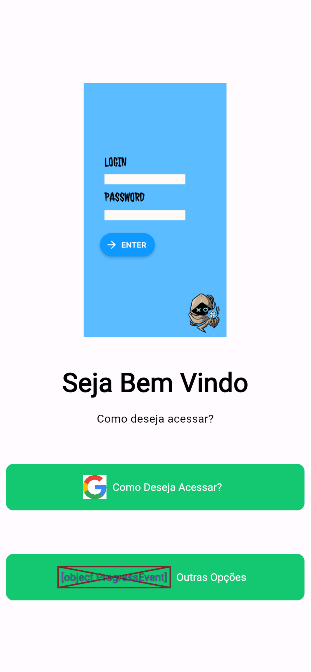 LOGIN
PASSWORD
ENTER
Seja Bem Vindo
Como deseja acessar?
Como Deseja Acessar?
[object ProgressEvent] Outras Opções